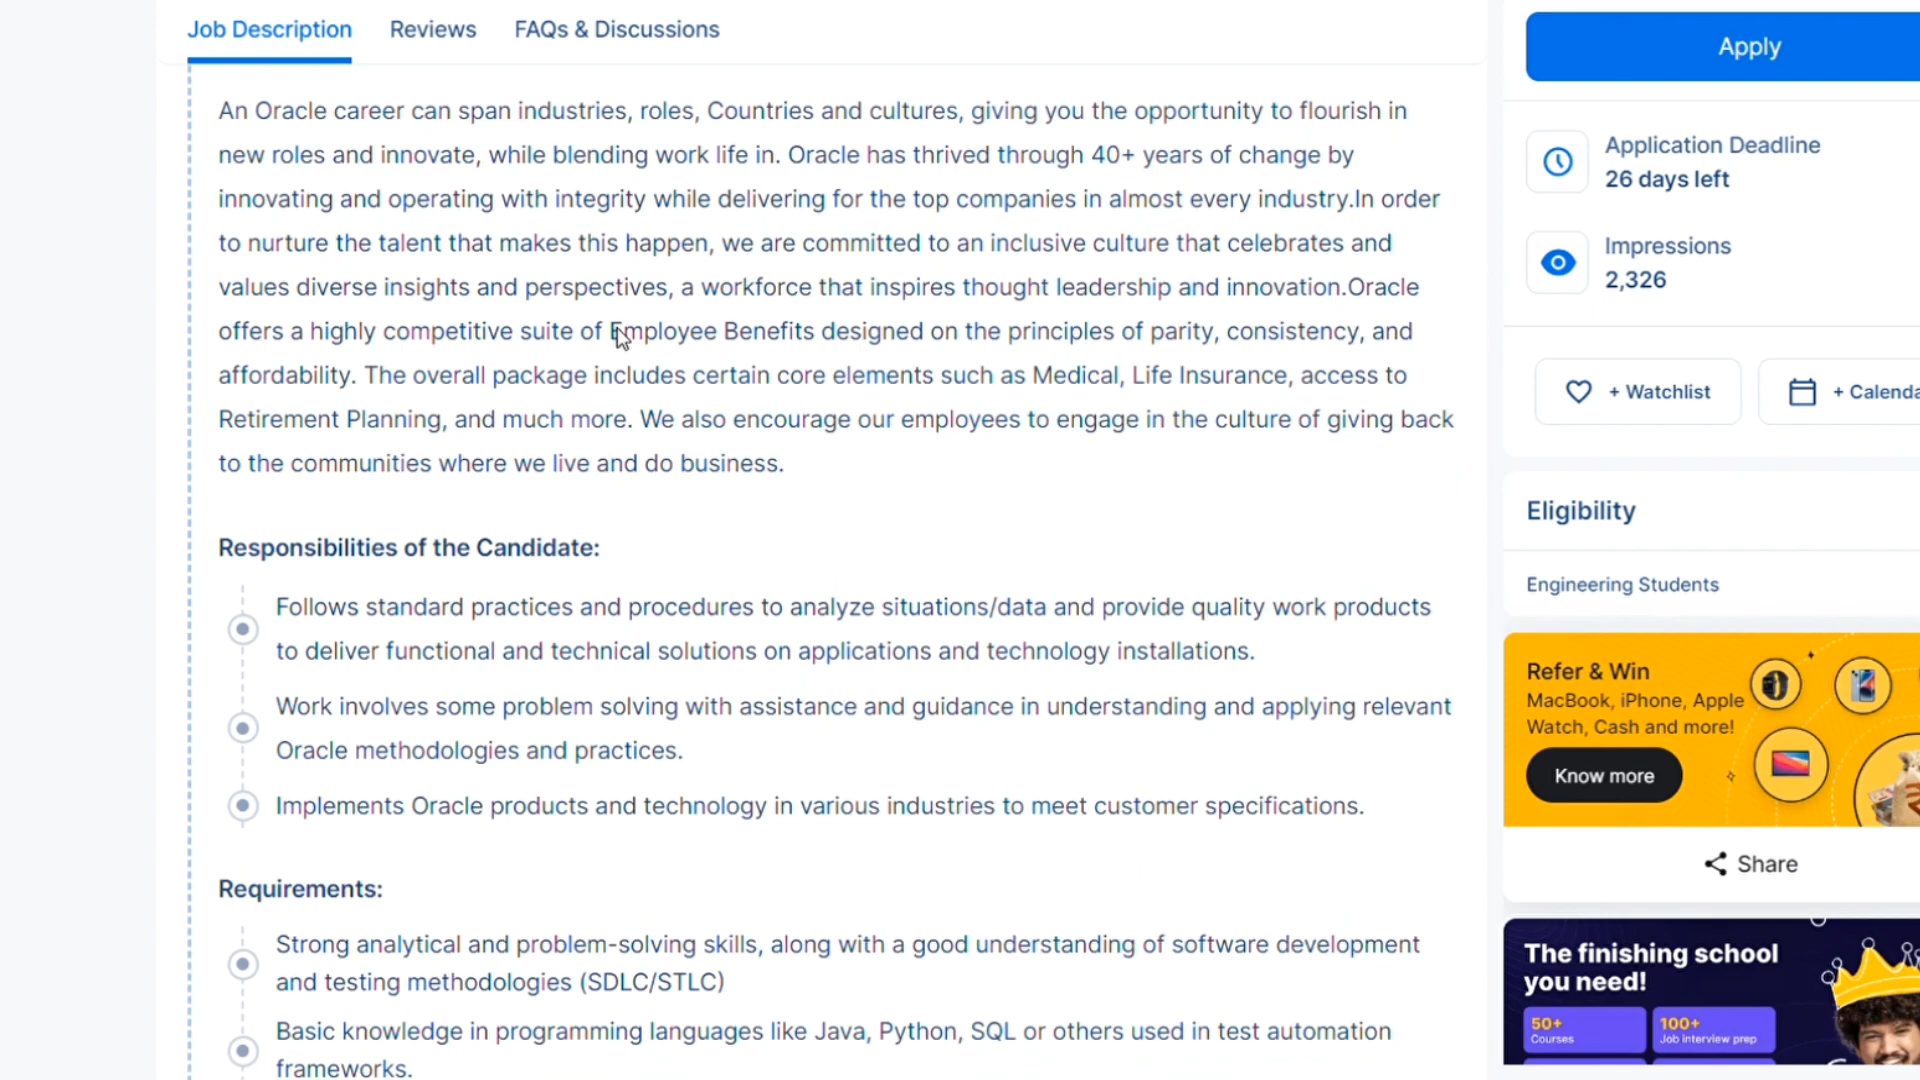 Job Description
Reviews
FAQs & Discussions
An Oracle career can span industries, roles, Countries and cultures, giving you the opportunity to flourish in
new roles and innovate, while blending work life in. Oracle has thrived through 40+ years of change by
innovating and operating with integrity while delivering for the top companies in almost every industry.In order
to nurture the talent that makes this happen, we are committed to an inclusive culture that celebrates and
values diverse insights and perspectives, a workforce that inspires thought leadership and innovation.Oracle
offers a highly competitive suite of Employee Benefits designed on the principles of parity, consistency, and
affordability. The overall package includes certain core elements such as Medical, Life Insurance, access to
Retirement Planning, and much more. We also encourage our employees to engage in the culture of giving back
to the communities where we live and do business.
Responsibilities of the Candidate:
Follows standard practices and procedures to analyze situations/data and provide quality work products
to deliver functional and technical solutions on applications and technology installations.
Work involves some problem solving with assistance and guidance in understanding and applying relevant
Oracle methodologies and practices.
Implements Oracle products and technology in various industries to meet customer specifications.
Requirements:
Strong analytical and problem-solving skills, along with a good understanding of software development
and testing methodologies (SDLC/STLC)
Basic knowledge in programming languages like Java, Python, SQL or others used in test automation
frameworks.
Apply
Application Deadline
26 days left
Impressions
2,326
+ Watchlist
+ Calenda
Eligibility
Engineering Students
Refer & Win
MacBook, iPhone, Apple
Watch, Cash and more!
Know more
Share
The finishing school
you need!
50+
Courses
100+
Job interview prep